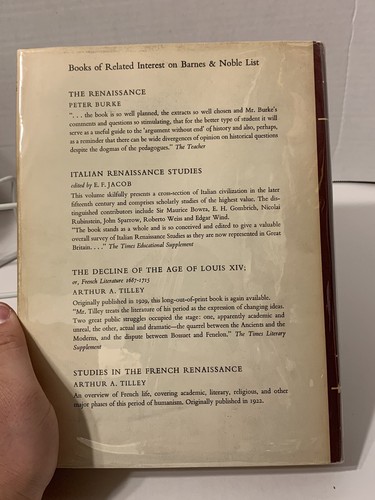 Books of Related Interest on Barnes & Noble List
THE RENAISSANCE
PETER BURKE
". . . the book is so well planned, the extracts so well chosen and Mr. Burke's
comments and questions so stimulating, that for the better type of student it will
serve as a useful guide to the 'argument without end' of history and also, perhaps,
as a reminder that there can be wide divergences of opinion on historical questions
despite the dogmas of the pedagogues." The Teacher
ITALIAN RENAISSANCE STUDIES
edited by E. F. JACOB
This volume skilfully presents a cross-section of Italian civilization in the later
fifteenth century and comprises scholarly studies of the highest value. The dis-
tinguished contributors include Sir Maurice Bowra, E. H. Gombrich, Nicolai
Rubinstein, John Sparrow, Roberto Weiss and Edgar Wind.
"The book stands as a whole and is so conceived and edited to give a valuable
overall survey of Italian Renaissance Studies as they are now represented in Great
Britain. . . ." The Times Educational Supplement
THE DECLINE OF THE AGE OF LOUIS XIV;
or, French Literature 1687-1715
ARTHUR A. TILLEY
Originally published in 1929, this long-out-of-print book is again available.
"Mr. Tilley treats the literature of his period as the expression of changing ideas.
Two great public struggles occupied the stage: one, apparently academic and
unreal, the other, actual and dramatic—the quarrel between the Ancients and the
Moderns, and the dispute between Bossuet and Fenelon." The Times Literary
Supplement
STUDIES IN THE FRENCH RENAISSANCE
ARTHUR A. TILLEY
An overview of French life, covering academic, literary, religious, and other
major phases of this period of humanism. Originally published in 1922.